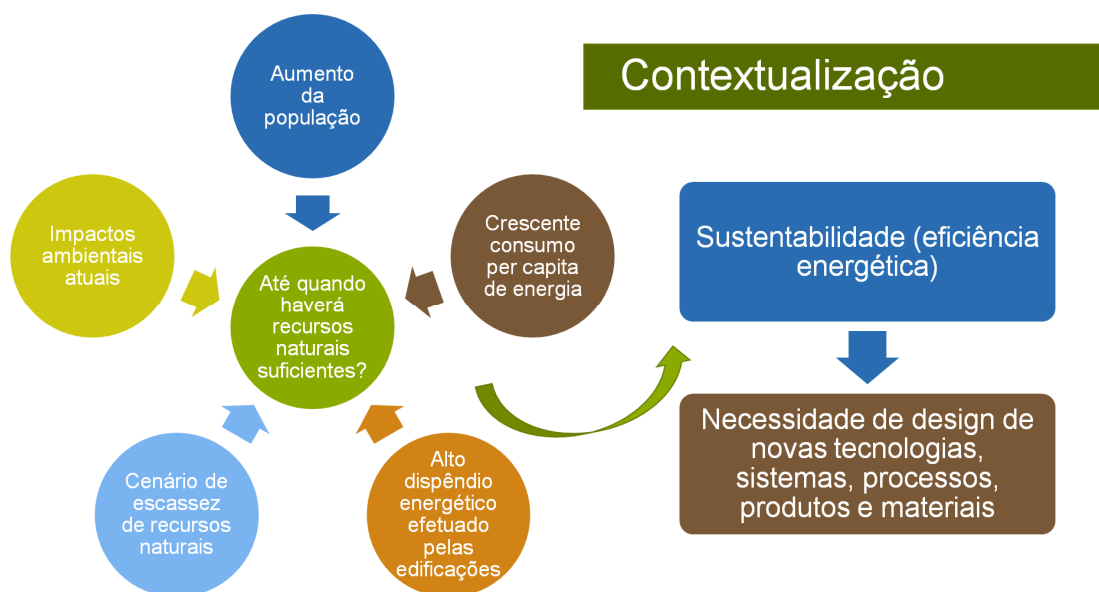 Contextualização
Aumento
da
população
Impactos
ambientais
atuais
Crescente
consumo
per capita
de energia
Até quando
haverá
recursos
naturais
suficientes?
Cenário de
escassez
de recursos
naturais
Alto
dispêndio
energético
efetuado
pelas
edificações
Sustentabilidade (eficiência
energética)
Necessidade de design de
novas tecnologias,
sistemas, processos,
produtos e materiais